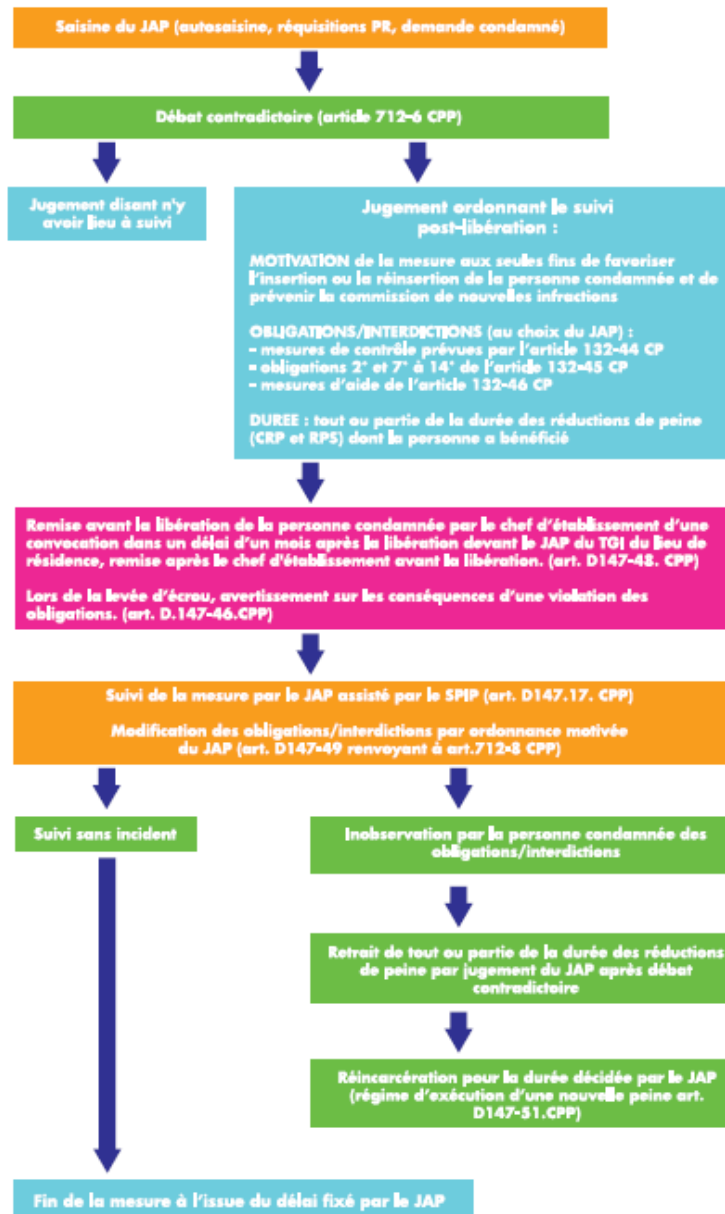 Saisine du JAP (autosaisine, réquisitions PR, demande condamné)
Débat contradictoire (article 712-6 CPP)
Jugement disant n'y
avoir lieu à suivi
Jugement ordonnant le suivi
post-libération :
MOTIVATION de la mesure aux seules fins de favoriser
l'insertion ou la réinsertion de la personne condamnée et de
prévenir la commission de nouvelles infractions
OBLIGATIONS/INTERDICTIONS (au choix du JAP) :
- mesures de contrôle prévues par l'article 132-44 CP
- obligations 2° et 7° à 14° de l'article 132-45 CP
- mesures d'aide de l'article 132-46 CP
DUREE : tout ou partie de la durée des réductions de peine
(CRP et RPS) dont la personne a bénéficié
Remise avant la libération de la personne condamnée par le chef d'établissement d'une
convocation dans un délai d'un mois après la libération devant le JAP du TGI du lieu de
résidence, remise après le chef d'établissement avant la libération. (art. D147-48. CPP)
Lors de la levée d'écrou, avertissement sur les conséquences d'une violation des
obligations. (art. D.147-46.CPP)
Suivi de la mesure par le JAP assisté par le SPIP (art. D147.17. CPP)
Modification des obligations/interdictions par ordonnance motivée
du JAP (art. D147-49 renvoyant à art.712-8 CPP)
Suivi sans incident
Inobservation par la personne condamnée des
obligations/interdictions
Retrait de tout ou partie de la durée des réductions
de peine par jugement du JAP après débat
contradictoire
Réincarcération pour la durée décidée par le JAP
(régime d'exécution d'une nouvelle peine art.
D147-51.CPP)
Fin de la mesure à l'issue du délai fixé par le JAP